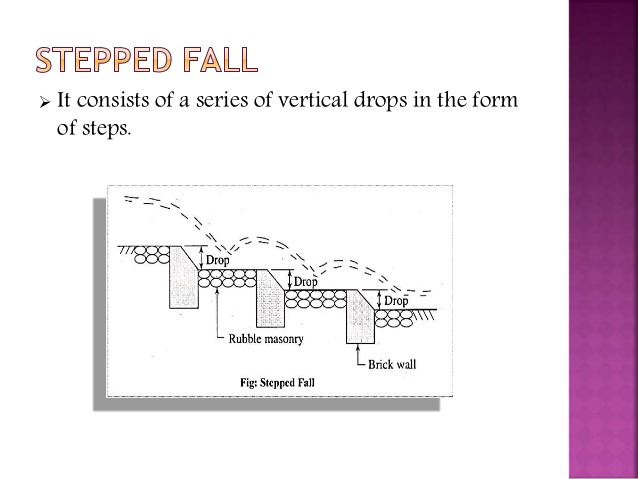 STEPPED FALL
➢ It consists of a series of vertical drops in the form
of steps.
Drop
Drop
Drop
Rubble masonry
Brick wall
Fig: Stepped Fall